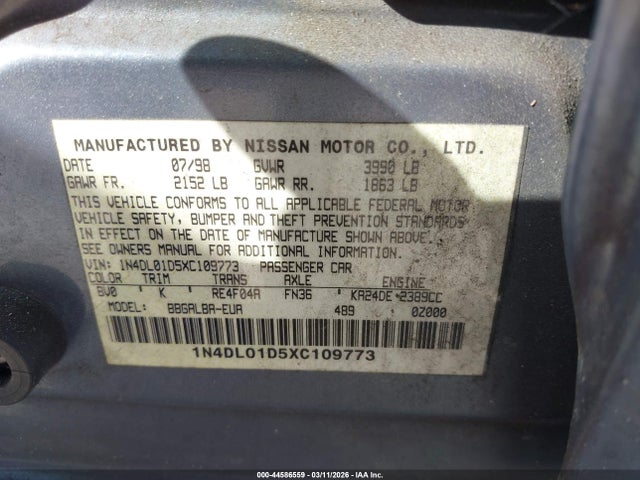 MANUFACTURED BY NISSAN MOTOR CO., LTD.
DATE 07/98 GVWR 3990 LB
GAWR FR. 2152 LB GAWR RR. 1863 LB
THIS VEHICLE CONFORMS TO ALL APPLICABLE FEDERAL MOTOR
VEHICLE SAFETY, BUMPER AND THEFT PREVENTION STANDARDS
IN EFFECT ON THE DATE OF MANUFACTURE SHOWN ABOVE.
SEE OWNERS MANUAL FOR ADDITIONAL INFORMATION
VIN: 1N4DL01D5XC109773 PASSENGER CAR
COLOR TRIM TRANS AXLE ENGINE
BV0 K RE4F04A FN36 KA24DE-2389CC
MODEL: BBGALBA-EUA 489 0Z000
1N4DL01D5XC109773
000-44586559 - 03/11/2026 - IAA Inc.